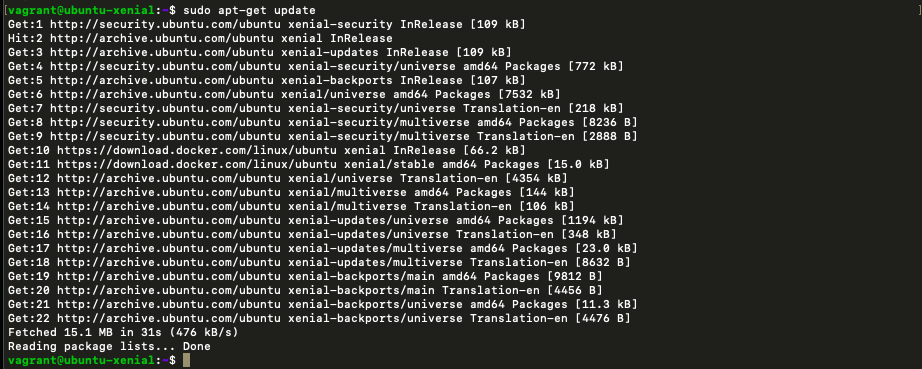 [vagrant@ubuntu-xenial:~$ sudo apt-get update ]
Get:1 http://security.ubuntu.com/ubuntu xenial-security InRelease [109 kB]
Hit:2 http://archive.ubuntu.com/ubuntu xenial InRelease
Get:3 http://archive.ubuntu.com/ubuntu xenial-updates InRelease [109 kB]
Get:4 http://security.ubuntu.com/ubuntu xenial-security/universe amd64 Packages [772 kB]
Get:5 http://archive.ubuntu.com/ubuntu xenial-backports InRelease [107 kB]
Get:6 http://archive.ubuntu.com/ubuntu xenial/universe amd64 Packages [7532 kB]
Get:7 http://security.ubuntu.com/ubuntu xenial-security/universe Translation-en [218 kB]
Get:8 http://security.ubuntu.com/ubuntu xenial-security/multiverse amd64 Packages [8236 B]
Get:9 http://security.ubuntu.com/ubuntu xenial-security/multiverse Translation-en [2888 B]
Get:10 https://download.docker.com/linux/ubuntu xenial InRelease [66.2 kB]
Get:11 https://download.docker.com/linux/ubuntu xenial/stable amd64 Packages [15.0 kB]
Get:12 http://archive.ubuntu.com/ubuntu xenial/universe Translation-en [4354 kB]
Get:13 http://archive.ubuntu.com/ubuntu xenial/multiverse amd64 Packages [144 kB]
Get:14 http://archive.ubuntu.com/ubuntu xenial/multiverse Translation-en [106 kB]
Get:15 http://archive.ubuntu.com/ubuntu xenial-updates/universe amd64 Packages [1194 kB]
Get:16 http://archive.ubuntu.com/ubuntu xenial-updates/universe Translation-en [348 kB]
Get:17 http://archive.ubuntu.com/ubuntu xenial-updates/multiverse amd64 Packages [23.0 kB]
Get:18 http://archive.ubuntu.com/ubuntu xenial-updates/multiverse Translation-en [8632 B]
Get:19 http://archive.ubuntu.com/ubuntu xenial-backports/main amd64 Packages [9812 B]
Get:20 http://archive.ubuntu.com/ubuntu xenial-backports/main Translation-en [4456 B]
Get:21 http://archive.ubuntu.com/ubuntu xenial-backports/universe amd64 Packages [11.3 kB]
Get:22 http://archive.ubuntu.com/ubuntu xenial-backports/universe Translation-en [4476 B]
Fetched 15.1 MB in 31s (476 kB/s)
Reading package lists... Done
vagrant@ubuntu-xenial:~$